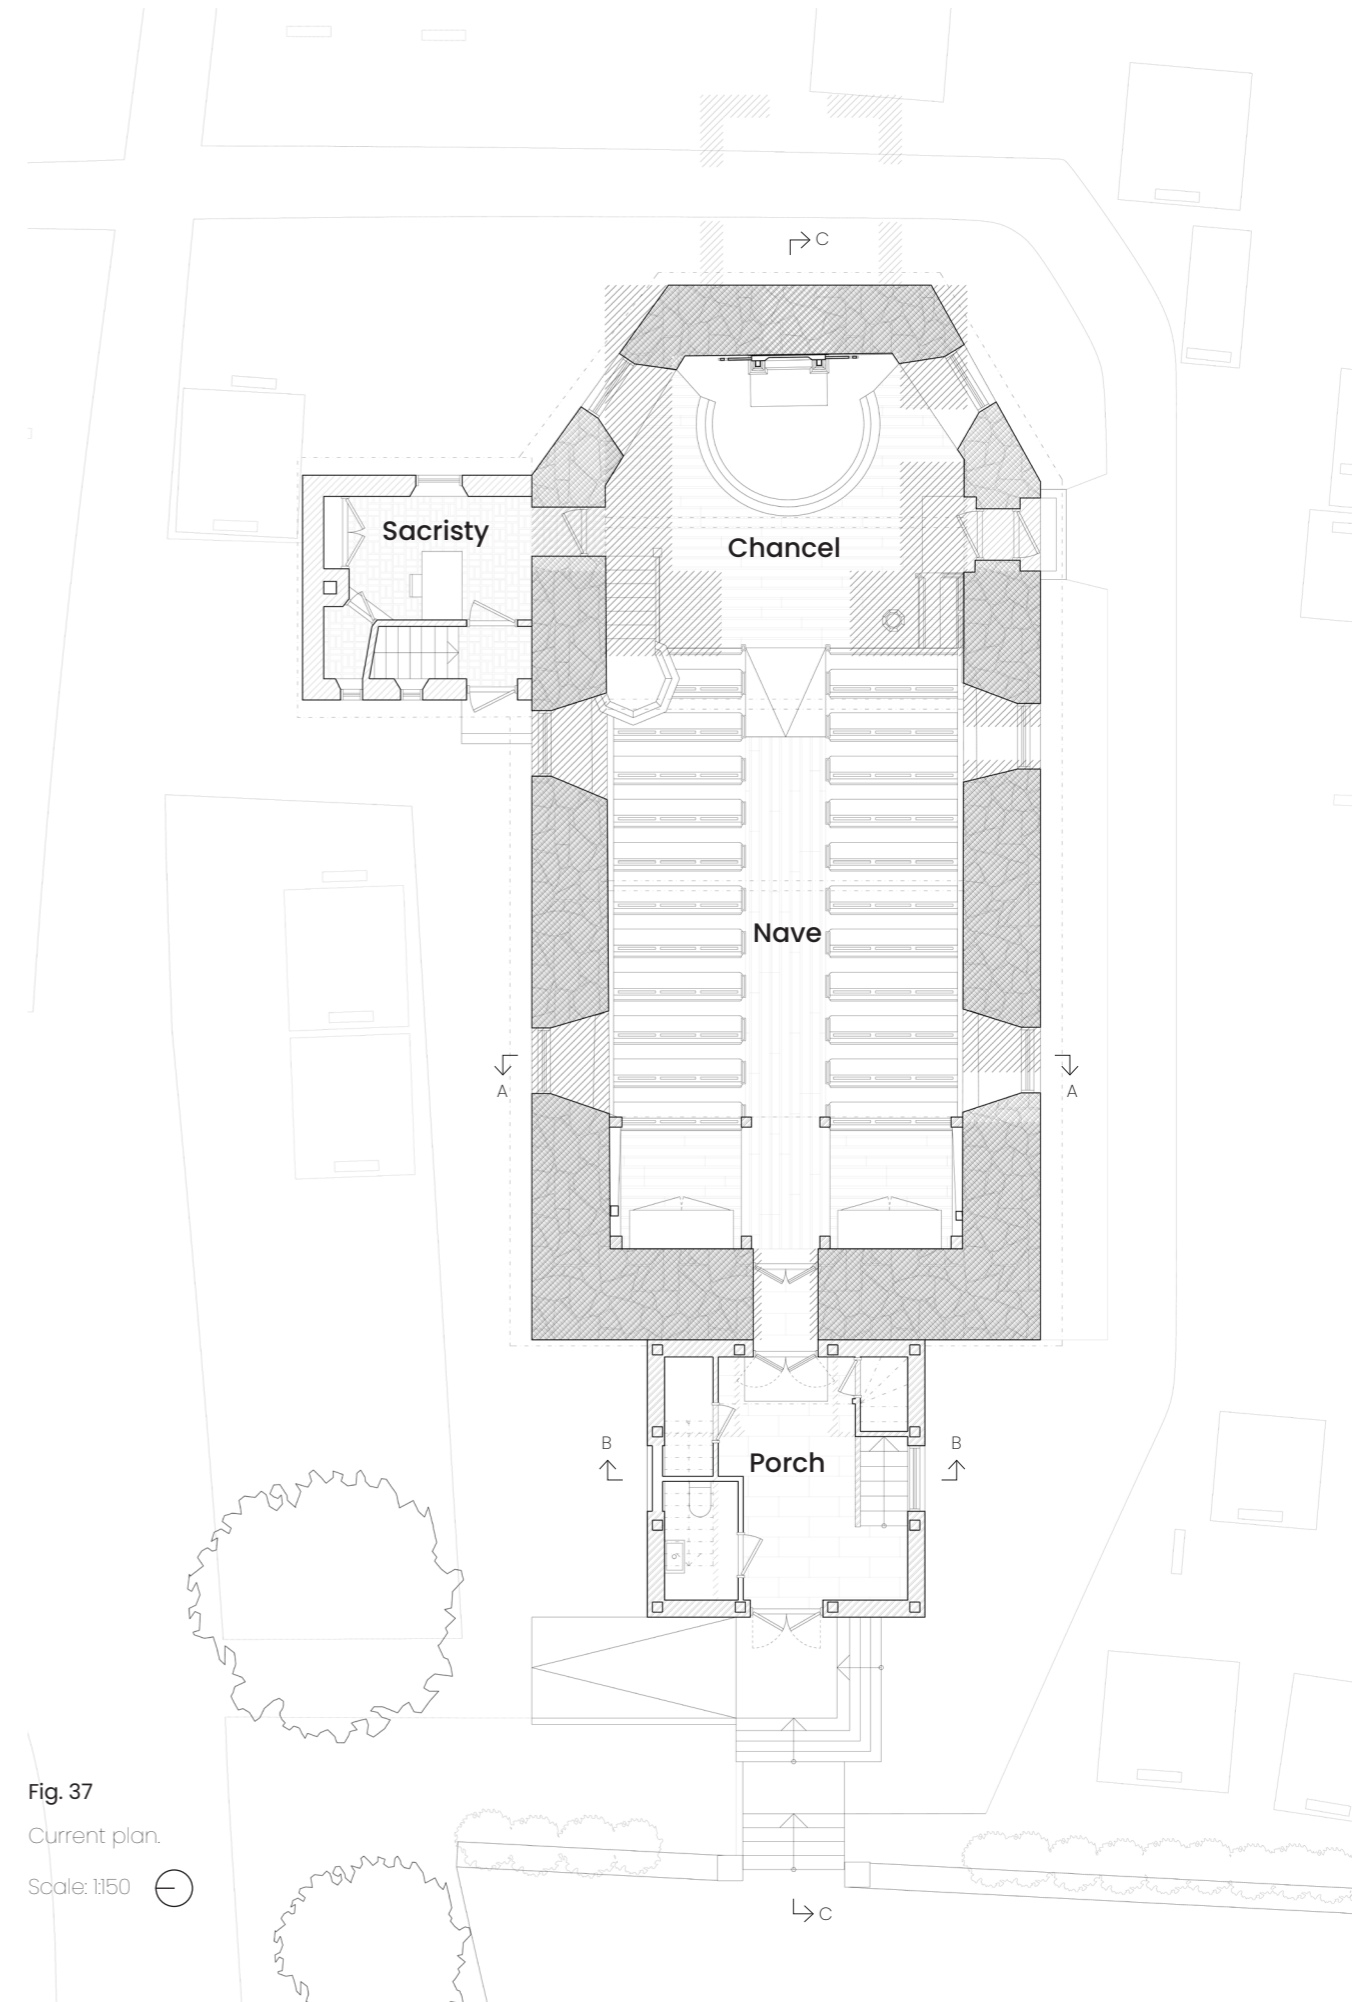 C
Sacristy
Chancel
Nave
A
A
B
B
Porch
Fig. 37
Current plan.
Scale: 1:150
C